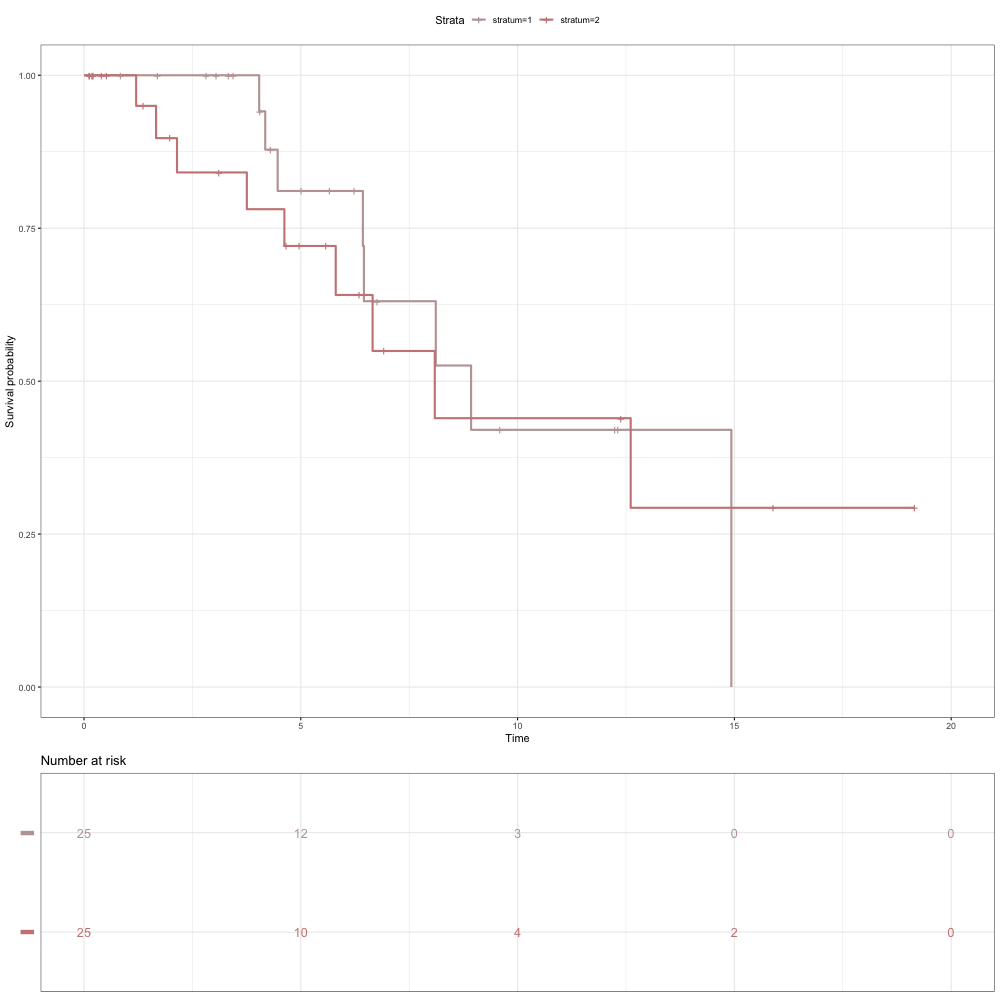 Strata stratum=1 stratum=2
1.00
0.75
0.50
0.25
0.00
Survival probability
0 5 10 15 20
Time
Number at risk
25 12 3 0 0
25 10 4 2 0